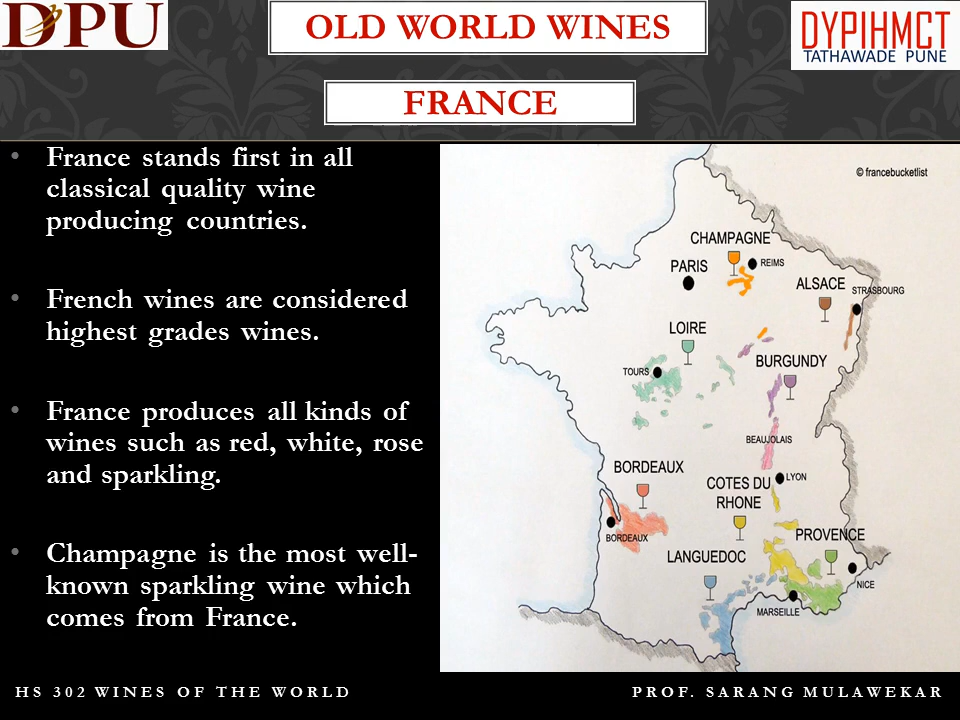 DPU
OLD WORLD WINES
DYPIHMCT
TATHAWADE PUNE
FRANCE
• France stands first in all
classical quality wine
producing countries.
• French wines are considered
highest grades wines.
• France produces all kinds of
wines such as red, white, rose
and sparkling.
• Champagne is the most well-
known sparkling wine which
comes from France.
© francebucketlist
CHAMPAGNE
REIMS
PARIS
ALSACE
STRASBOURG
LOIRE
TOURS
BURGUNDY
BEAUJOLAIS
BORDEAUX
LYON
COTES DU
RHONE
BORDEAUX
PROVENCE
LANGUEDOC
NICE
MARSEILLE
HS 302 WINES OF THE WORLD
PROF. SARANG MULAWEKAR